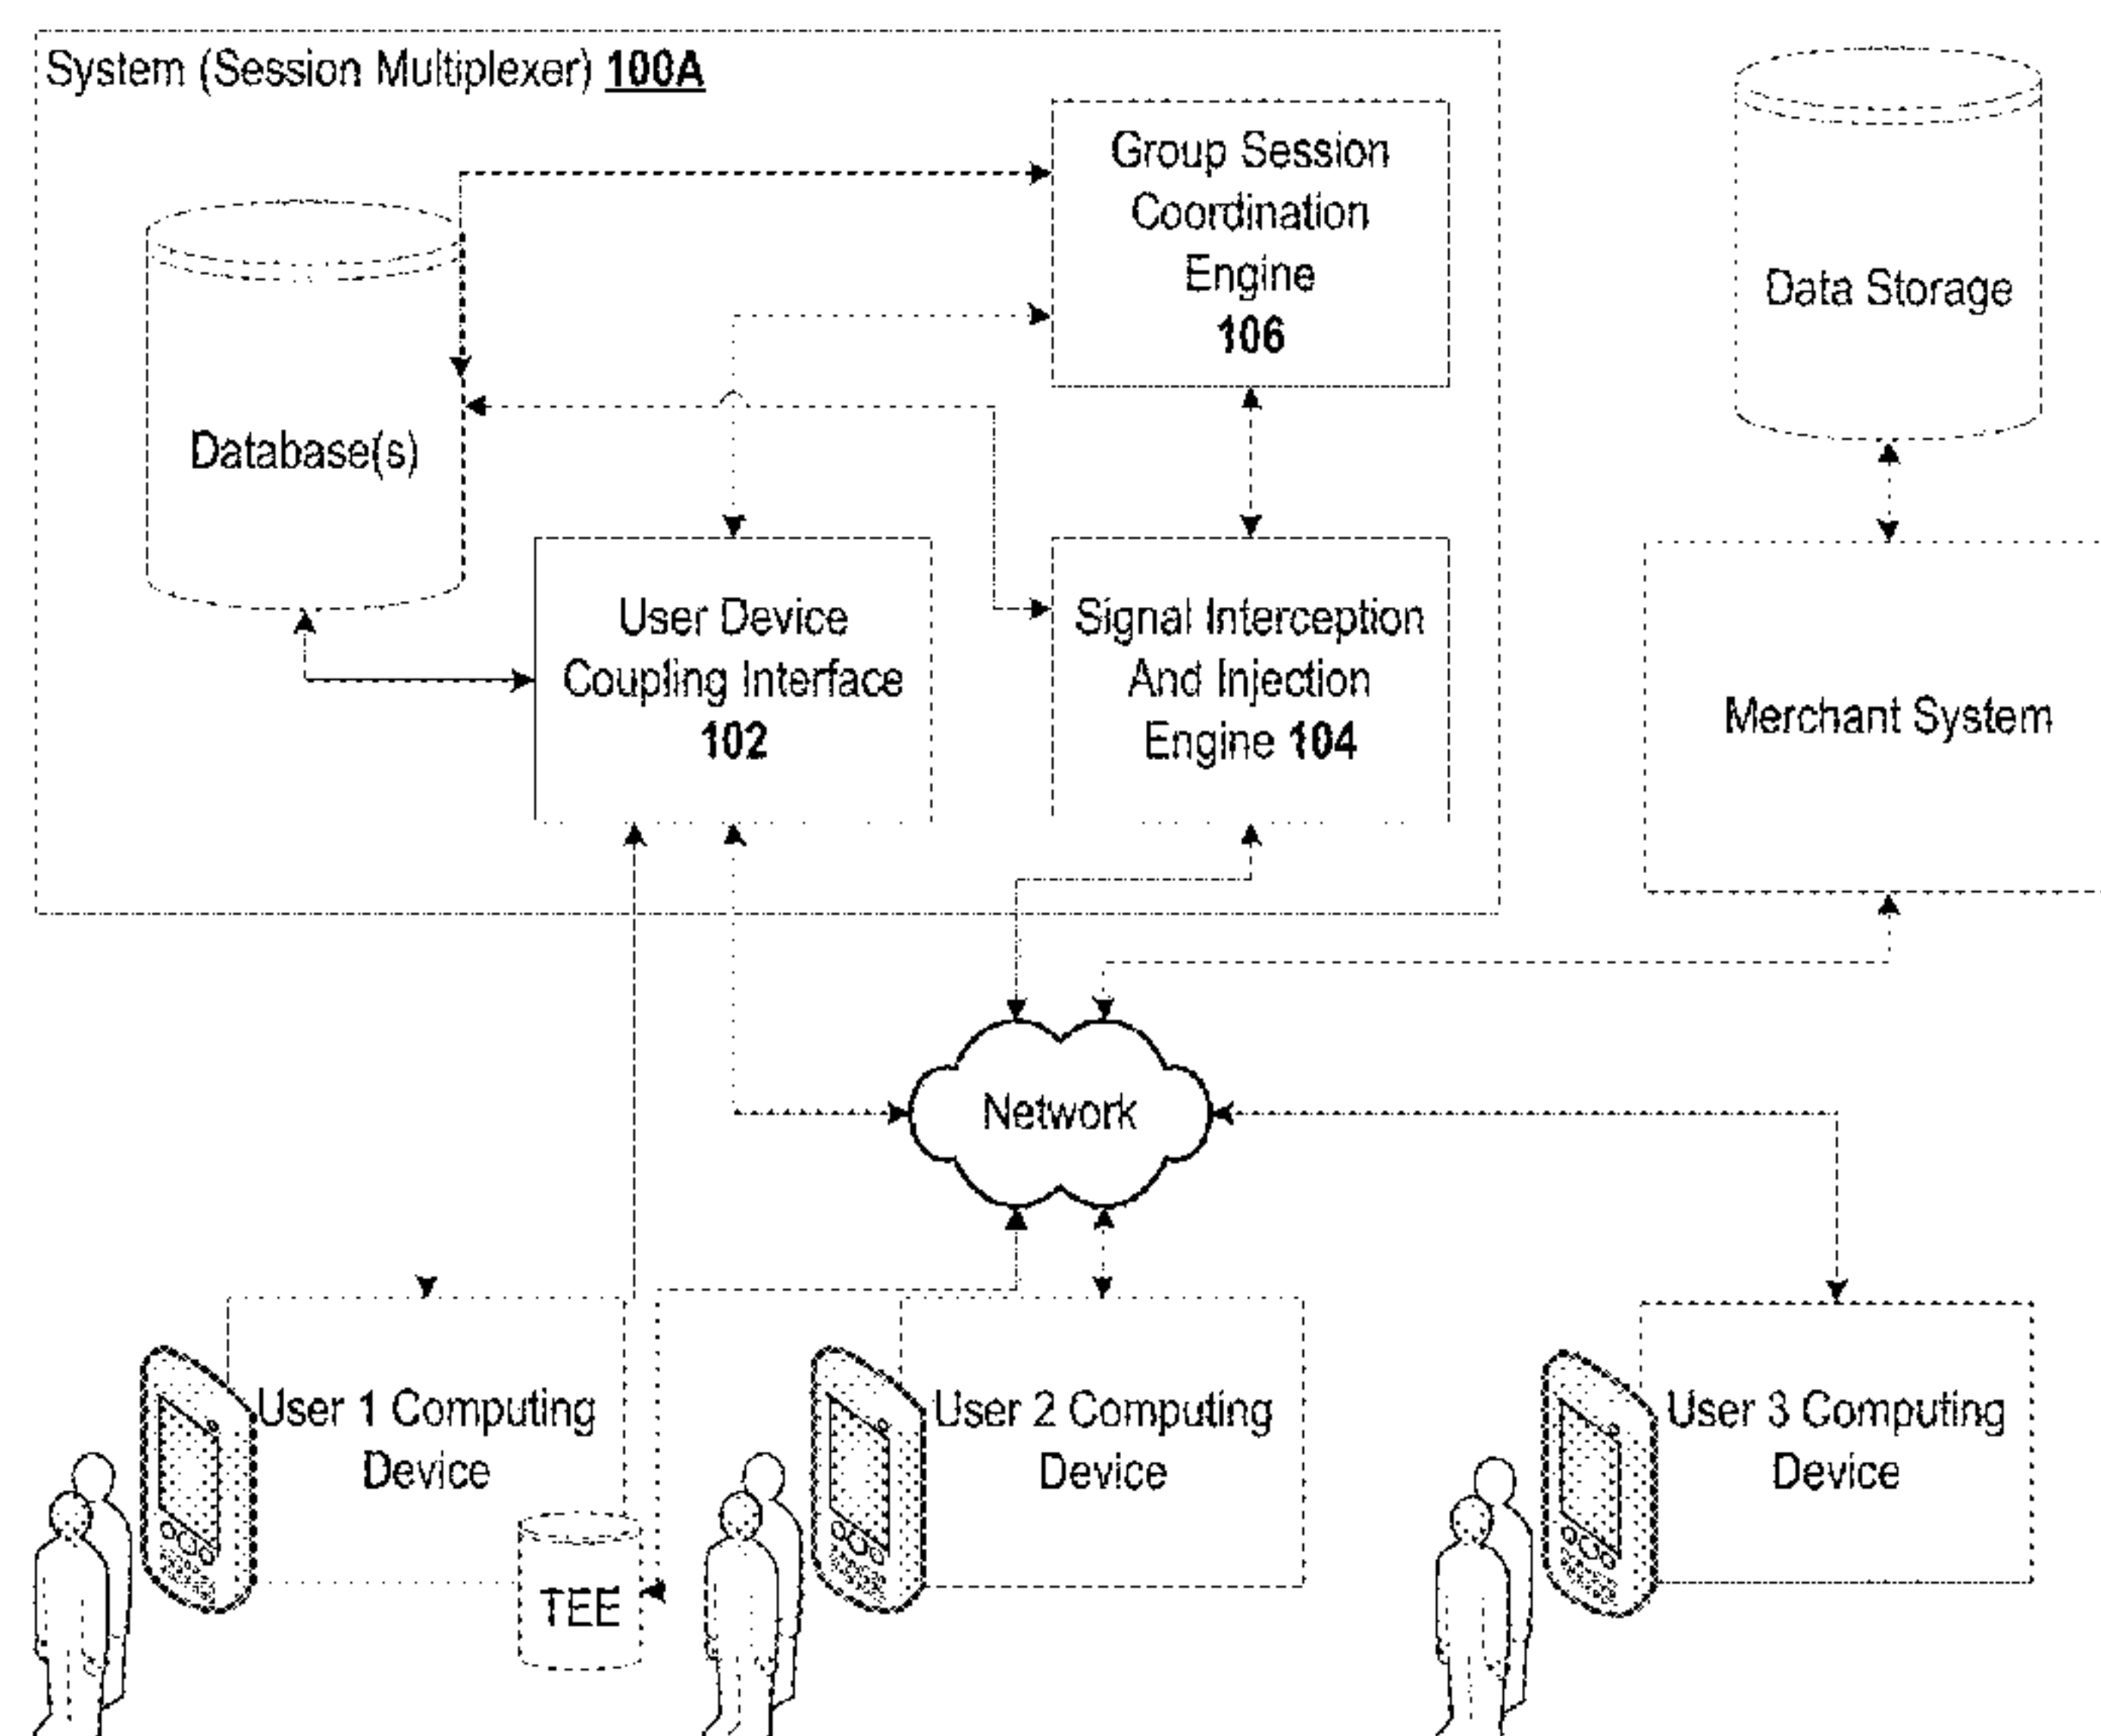 System (Session Multiplexer) 100A
Group Session
Coordination
Engine
106
Data Storage
Database(s)
User Device
Coupling Interface
102
Signal Interception
And Injection
Engine 104
Merchant System
Network
User 1 Computing
Device
TEE
User 2 Computing
Device
User 3 Computing
Device